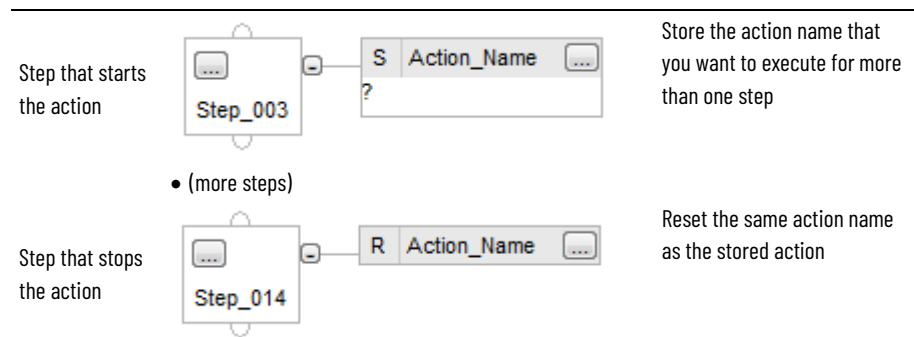 Step that starts
the action
...
Step_003
-
S Action_Name ...
?
Store the action name that
you want to execute for more
than one step
• (more steps)
Step that stops
the action
...
Step_014
-
R Action_Name ...
Reset the same action name
as the stored action